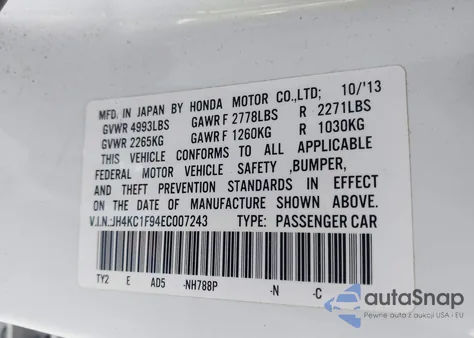 MFD. IN JAPAN BY HONDA MOTOR CO.,LTD; 10/'13
GVWR 4993LBS GAWR F 2778LBS R 2271LBS
GVWR 2265KG GAWR F 1260KG R 1030KG
THIS VEHICLE CONFORMS TO ALL APPLICABLE
FEDERAL MOTOR VEHICLE SAFETY ,BUMPER,
AND THEFT PREVENTION STANDARDS IN EFFECT
ON THE DATE OF MANUFACTURE SHOWN ABOVE.
V.I.N.:JH4KC1F94EC007243 TYPE: PASSENGER CAR
TY2 E AD5 -NH788P -N -C
autoSnap
Pewne auta z aukcji USA i EU